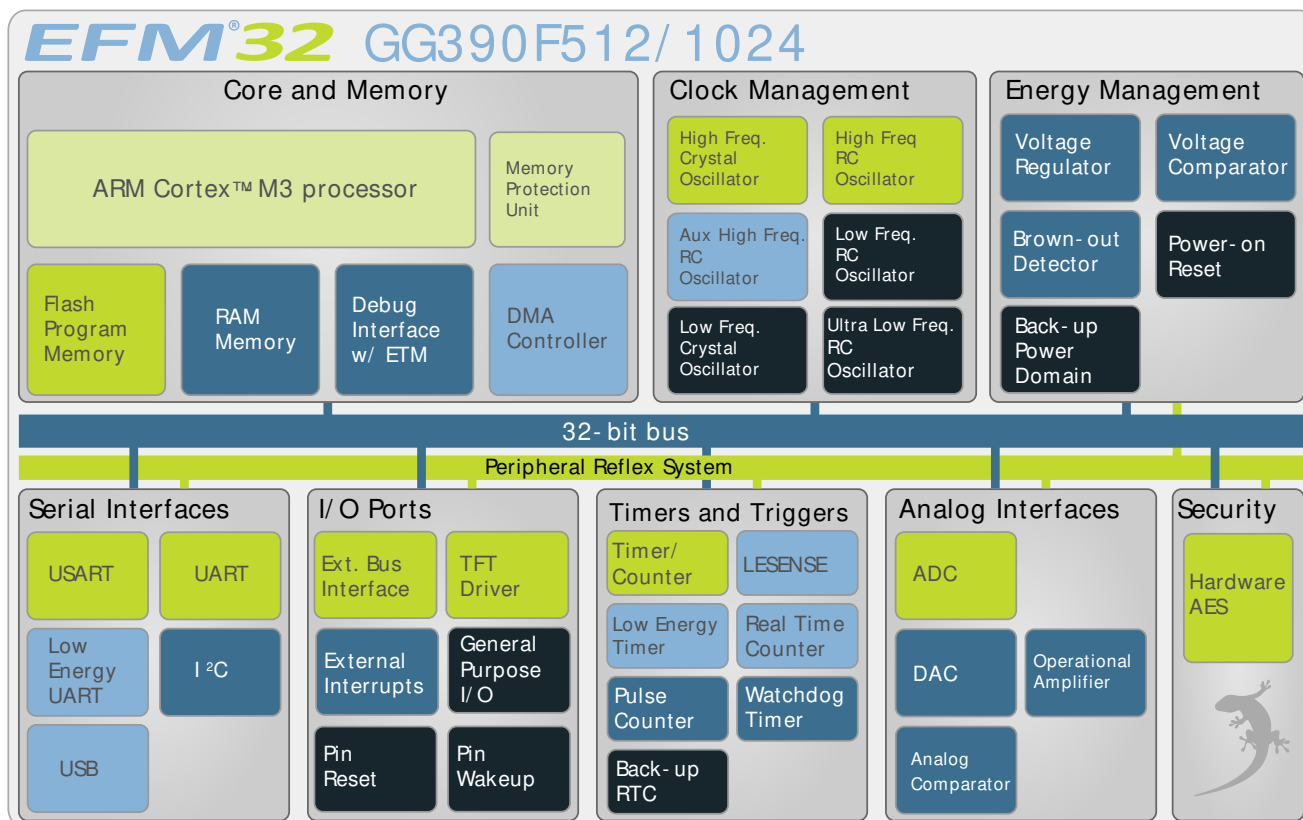 EFM®32 GG390F512/1024
Core and Memory
ARM Cortex™ M3 processor
Memory
Protection
Unit
Flash
Program
Memory
RAM
Memory
Debug
Interface
w/ ETM
DMA
Controller
Clock Management
High Freq.
Crystal
Oscillator
High Freq
RC
Oscillator
Aux High Freq.
RC
Oscillator
Low Freq.
RC
Oscillator
Low Freq.
Crystal
Oscillator
Ultra Low Freq.
RC
Oscillator
Energy Management
Voltage
Regulator
Voltage
Comparator
Brown-out
Detector
Power-on
Reset
Back-up
Power
Domain
32-bit bus
Peripheral Reflex System
Serial Interfaces
USART
UART
Low
Energy
UART
I²C
USB
I/O Ports
Ext. Bus
Interface
TFT
Driver
External
Interrupts
General
Purpose
I/O
Pin
Reset
Pin
Wakeup
Timers and Triggers
Timer/
Counter
LESENSE
Low Energy
Timer
Real Time
Counter
Pulse
Counter
Watchdog
Timer
Back-up
RTC
Analog Interfaces
ADC
DAC
Operational
Amplifier
Analog
Comparator
Security
Hardware
AES